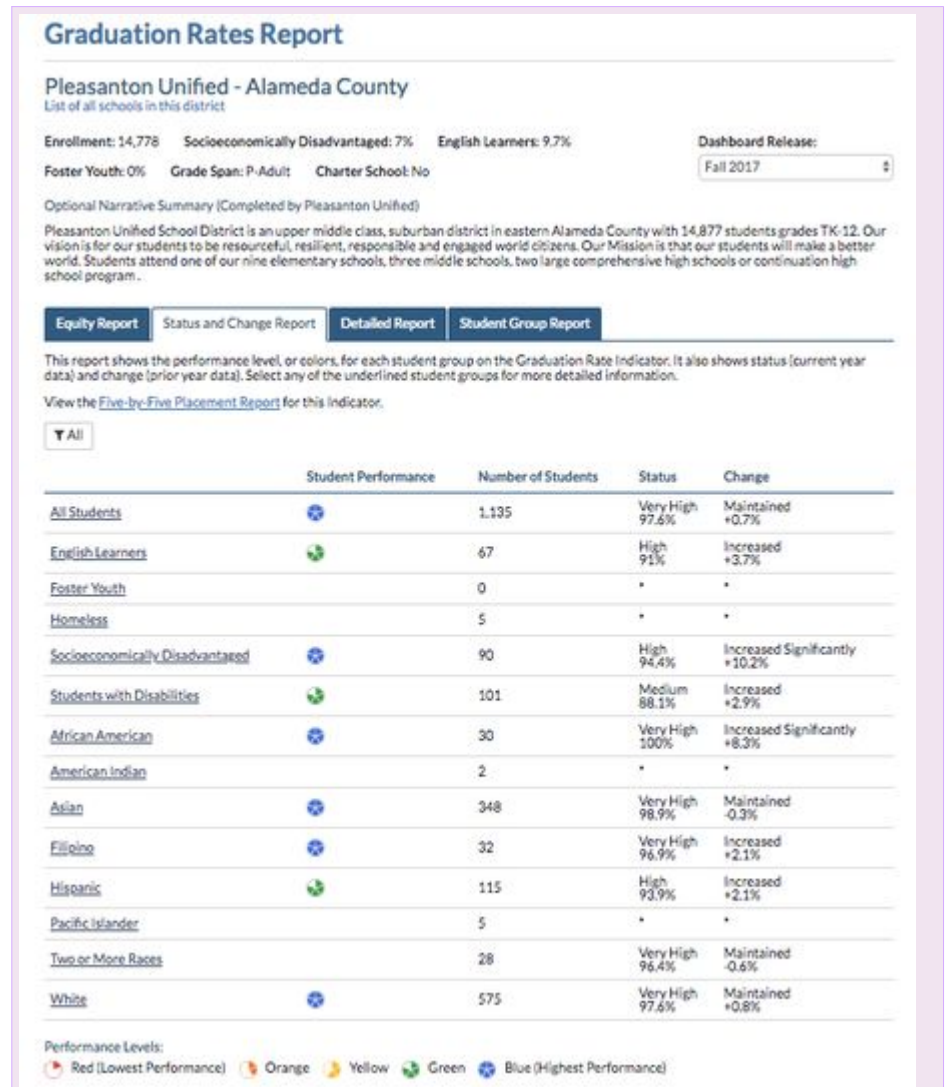 Graduation Rates Report
Pleasanton Unified - Alameda County
List of all schools in this district
Enrollment: 14,778 Socioeconomically Disadvantaged: 7% English Learners: 9.7% Dashboard Release:
Foster Youth: 0% Grade Span: P-Adult Charter School: No Fall 2017
Optional Narrative Summary (Completed by Pleasanton Unified)
Pleasanton Unified School District is an upper middle class, suburban district in eastern Alameda County with 14,877 students grades TK-12. Our
vision is for our students to be resourceful, resilient, responsible and engaged world citizens. Our Mission is that our students will make a better
world. Students attend one of our nine elementary schools, three middle schools, two large comprehensive high schools or continuation high
school program.
Equity Report Status and Change Report Detailed Report Student Group Report
This report shows the performance level, or colors, for each student group on the Graduation Rate Indicator. It also shows status (current year
data) and change (prior year data). Select any of the underlined student groups for more detailed information.
View the Five-by-Five Placement Report for this Indicator.
All
Student Performance Number of Students Status Change
All Students 1,135 Very High 97.6% Maintained +0.7%
English Learners 67 High 91% Increased +3.7%
Foster Youth 0 * *
Homeless 5 * *
Socioeconomically Disadvantaged 90 High 94.4% Increased Significantly +10.2%
Students with Disabilities 101 Medium 88.1% Increased +2.9%
African American 30 Very High 100% Increased Significantly +8.3%
American Indian 2 * *
Asian 348 Very High 98.9% Maintained -0.3%
Filipino 32 Very High 96.9% Increased +2.1%
Hispanic 115 High 93.9% Increased +2.1%
Pacific Islander 5 * *
Two or More Races 28 Very High 96.4% Maintained -0.6%
White 575 Very High 97.6% Maintained +0.8%
Performance Levels:
Red (Lowest Performance) Orange Yellow Green Blue (Highest Performance)